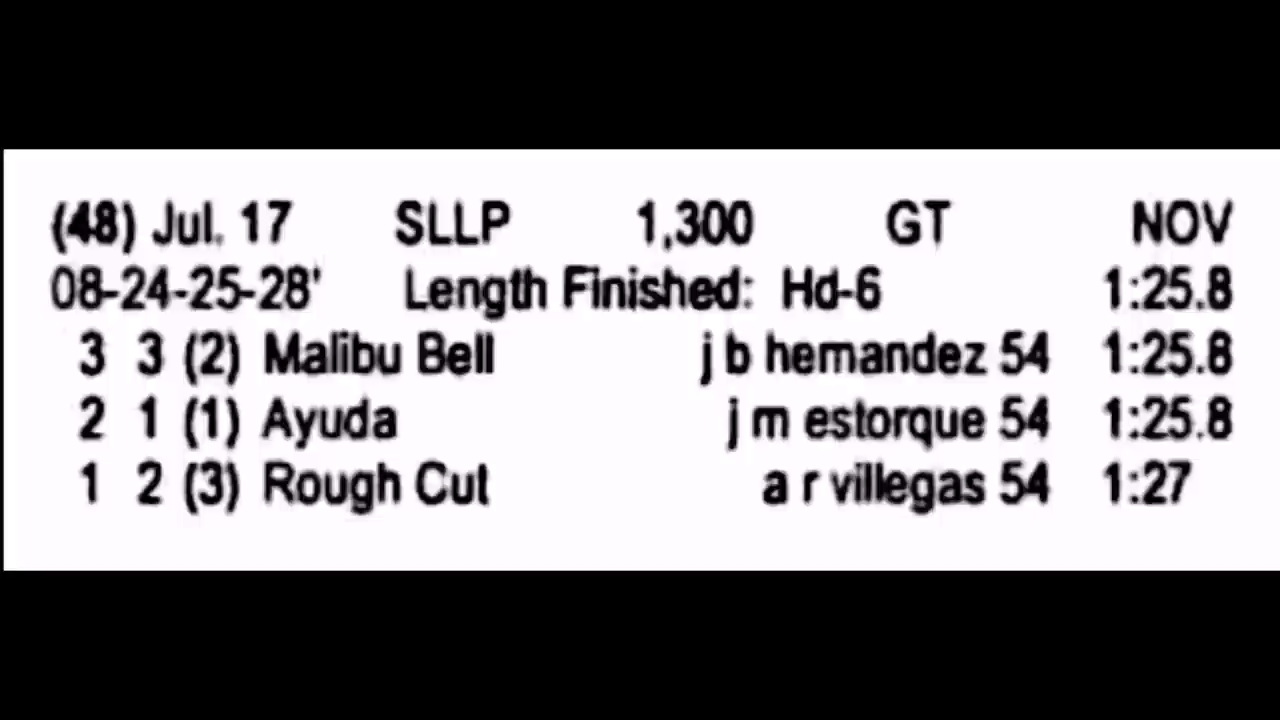 (48) Jul. 17 SLLP 1,300 GT NOV
08-24-25-28' Length Finished: Hd-6 1:25.8
3 3 (2) Malibu Bell j b hernandez 54 1:25.8
2 1 (1) Ayuda j m estorque 54 1:25.8
1 2 (3) Rough Cut a r villegas 54 1:27